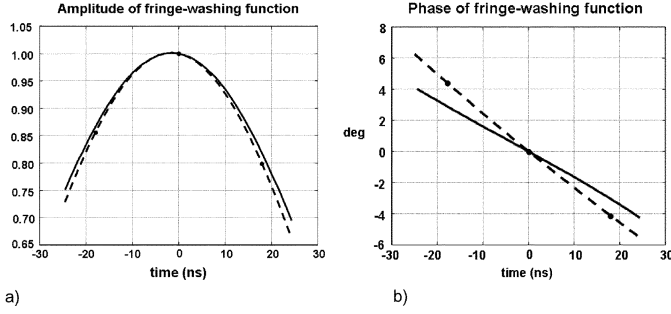 Amplitude of fringe-washing function
1.05
1.00
0.95
0.90
0.85
0.80
0.75
0.70
0.65
-30 -20 -10 0 10 20 30
time (ns)
a)
Phase of fringe-washing function
8
6
4
2
0
-2
-4
-6
deg
-30 -20 -10 0 10 20 30
time (ns)
b)